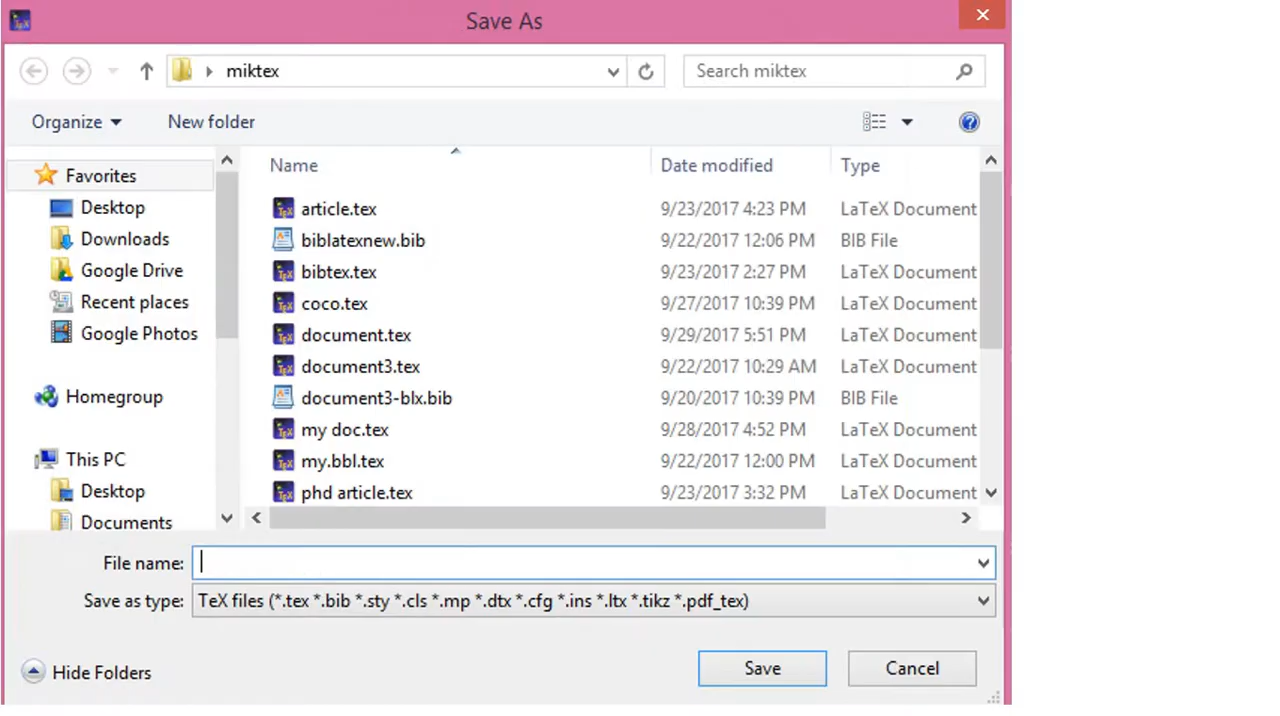 Save As
miktex
Search miktex
Organize
New folder
Name Date modified Type
Favorites
Desktop
Downloads
Google Drive
Recent places
Google Photos
Homegroup
This PC
Desktop
Documents
article.tex 9/23/2017 4:23 PM LaTeX Document
biblatexnew.bib 9/22/2017 12:06 PM BIB File
bibtex.tex 9/23/2017 2:27 PM LaTeX Document
coco.tex 9/27/2017 10:39 PM LaTeX Document
document.tex 9/29/2017 5:51 PM LaTeX Document
document3.tex 9/22/2017 10:29 AM LaTeX Document
document3-blx.bib 9/20/2017 10:39 PM BIB File
my doc.tex 9/28/2017 4:52 PM LaTeX Document
my.bbl.tex 9/22/2017 12:00 PM LaTeX Document
phd article.tex 9/23/2017 3:32 PM LaTeX Document
File name:
Save as type: TeX files (*.tex *.bib *.sty *.cls *.mp *.dtx *.cfg *.ins *.ltx *.tikz *.pdf_tex)
Hide Folders
Save
Cancel